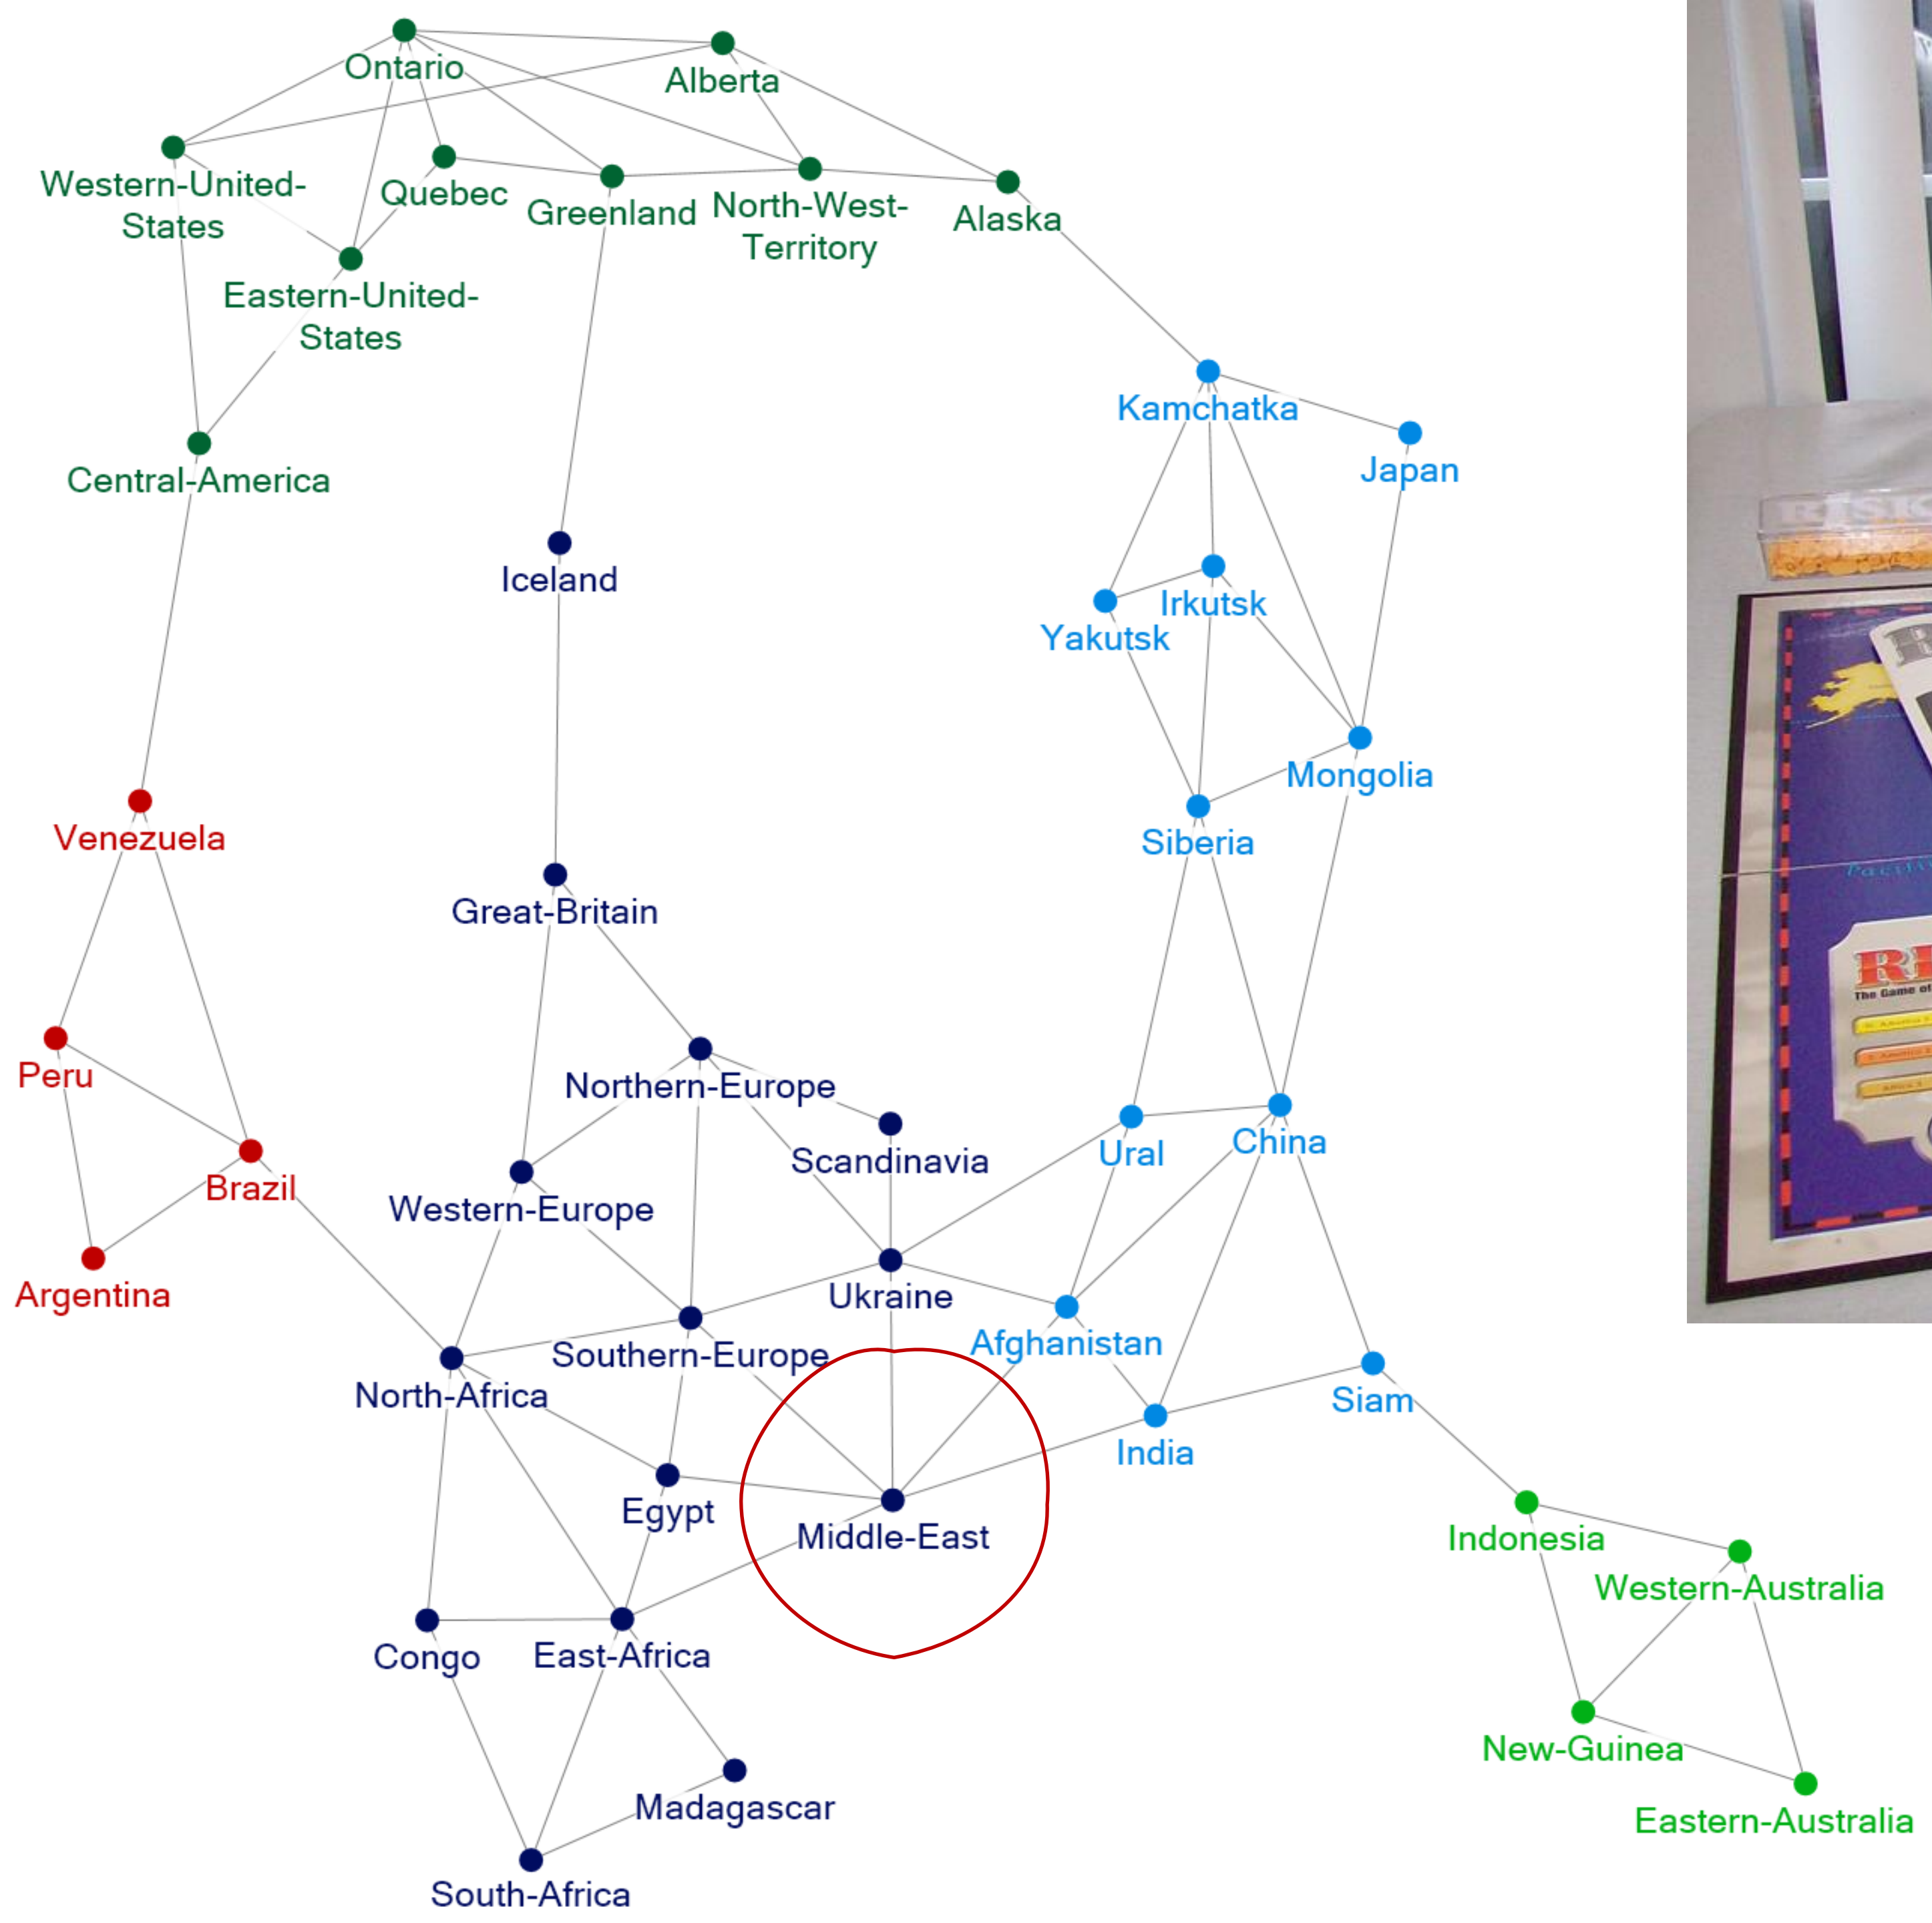 Ontario
Alberta
Western-United-
States
Quebec
Greenland
North-West-
Territory
Alaska
Eastern-United-
States
Kamchatka
Japan
Central-America
Iceland
Irkutsk
Yakutsk
Mongolia
Venezuela
Siberia
Great-Britain
Peru
Northern-Europe
Scandinavia
Ural
China
Brazil
Western-Europe
Argentina
Ukraine
Southern-Europe
Afghanistan
North-Africa
Siam
India
Egypt
Middle-East
Indonesia
Western-Australia
Congo
East-Africa
New-Guinea
Madagascar
Eastern-Australia
South-Africa
RISK
The Game of